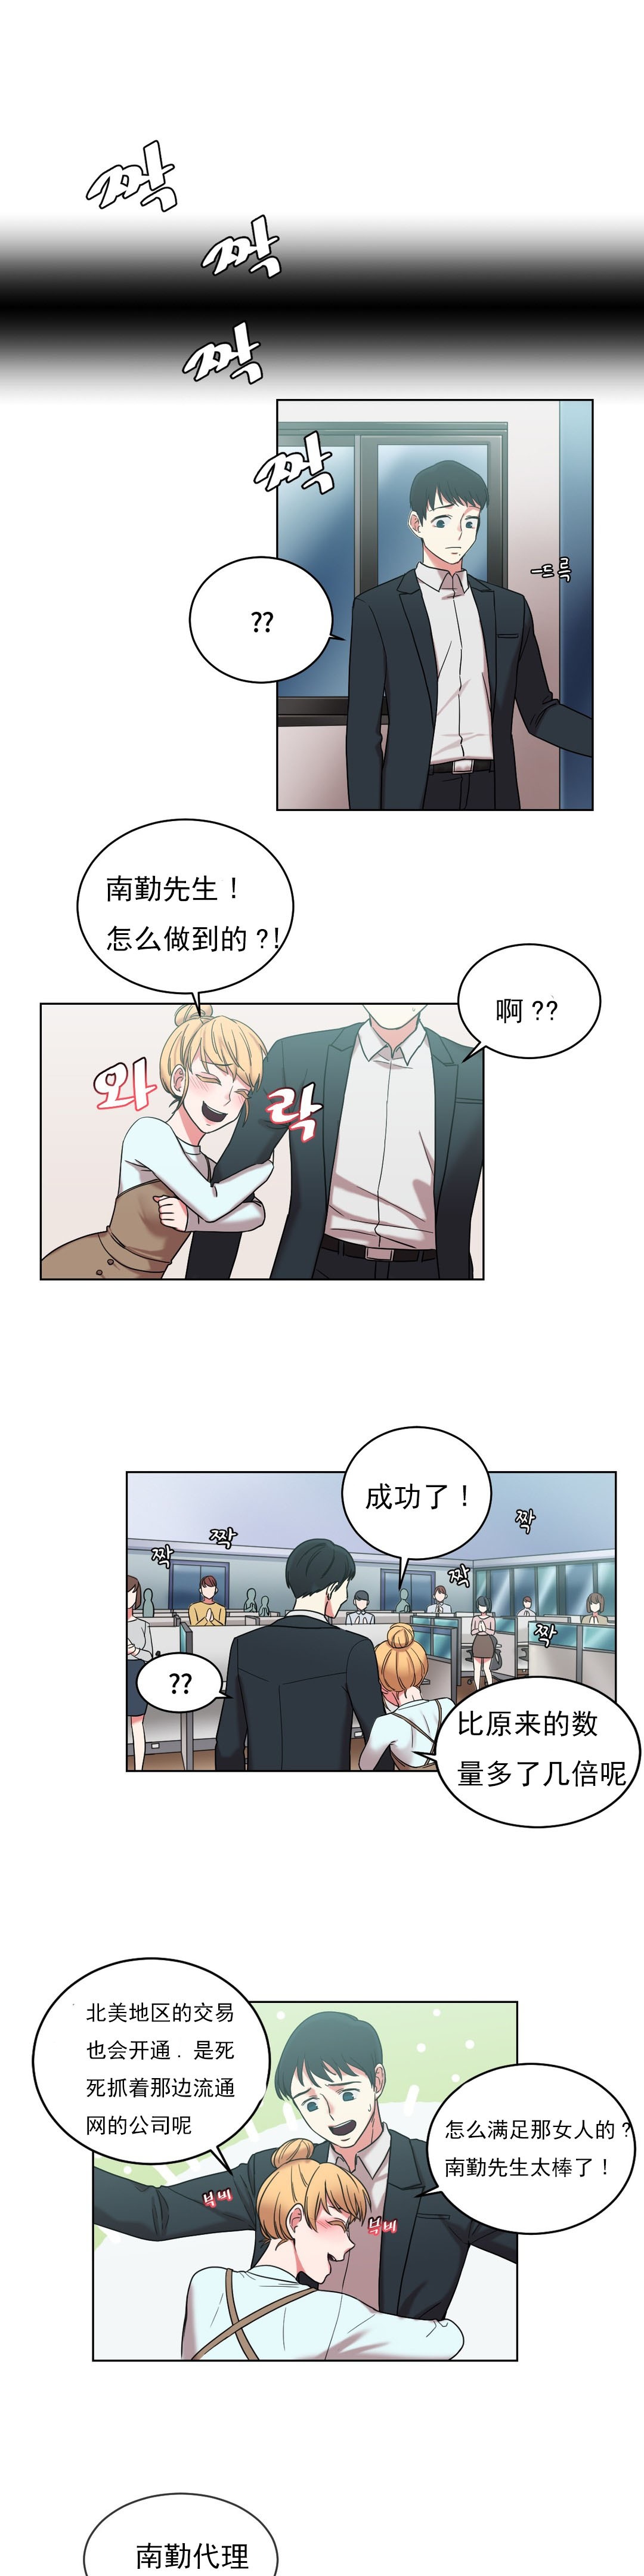 짝
짝
짝
짝
??
드륵
南勤先生！
怎么做到的?!
啊??
와
락
成功了！
짝
짝
짝
짝
짝
??
比原来的数
量多了几倍呢
北美地区的交易
也会开通．是死
死抓着那边流通
网的公司呢
怎么满足那女人的?
南勤先生太棒了！
부비
부비
南勤代理